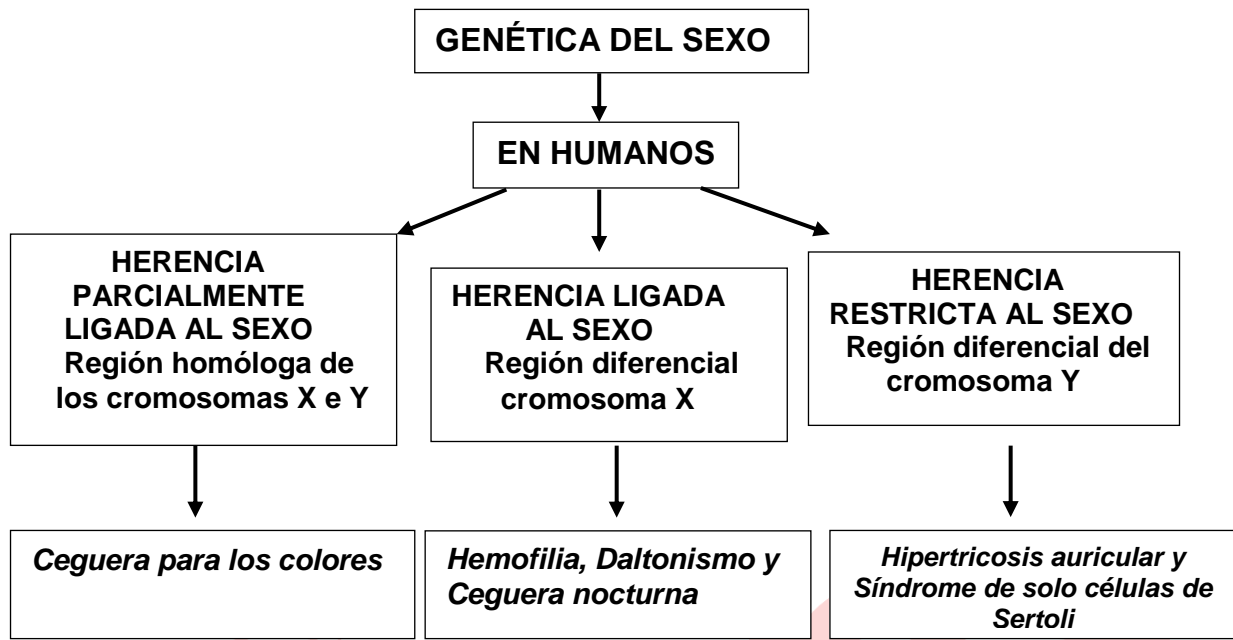 GENÉTICA DEL SEXO
EN HUMANOS
HERENCIA
PARCIALMENTE
LIGADA AL SEXO
Región homóloga de
los cromosomas X e Y
HERENCIA LIGADA
AL SEXO
Región diferencial
cromosoma X
HERENCIA
RESTRICTA AL SEXO
Región diferencial del
cromosoma Y
Ceguera para los colores
Hemofilia, Daltonismo y
Ceguera nocturna
Hipertricosis auricular y
Síndrome de solo células de
Sertoli